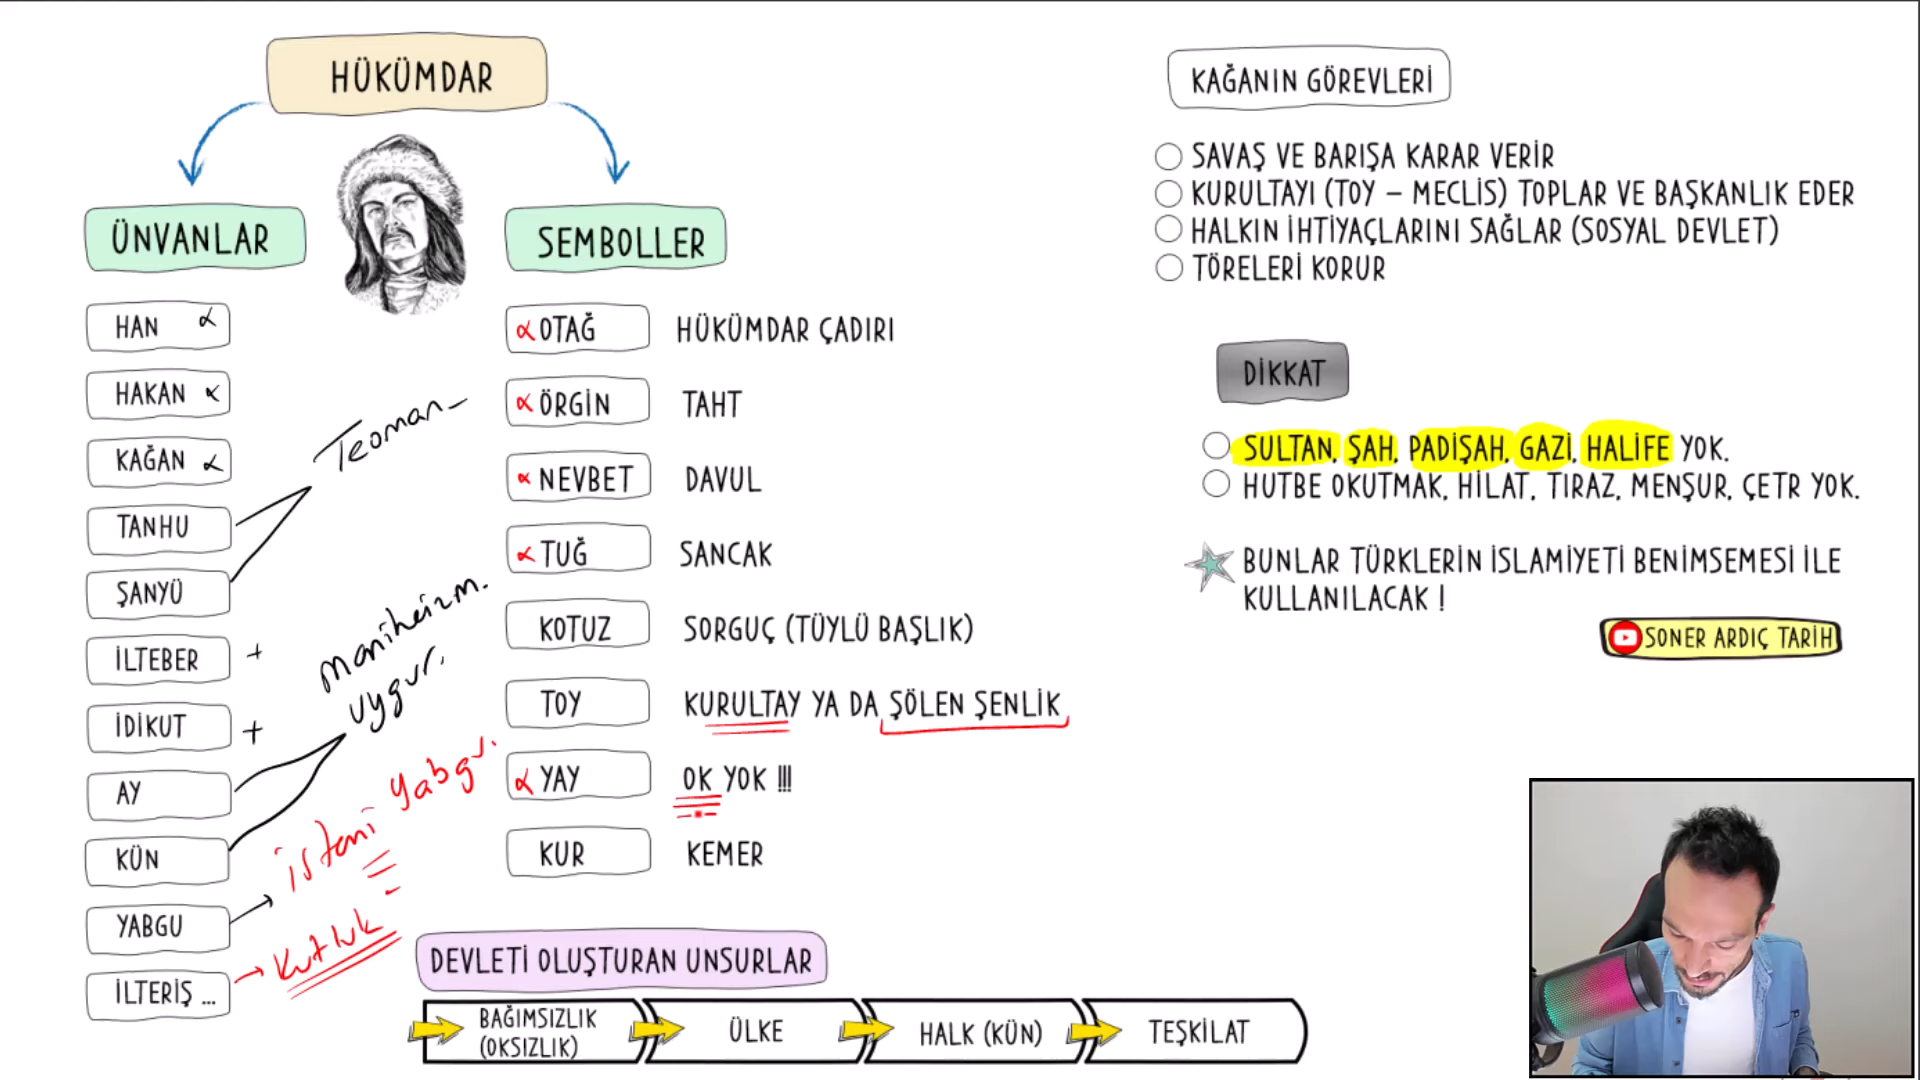 HÜKÜMDAR
ÜNVANLAR
HAN
HAKAN
KAĞAN
TANHU
ŞANYÜ
Teoman
İLTEBER +
İDİKUT +
AY
KÜN
maniheizm.
uygur.
YABGU
istemi yabgu.
İLTERİŞ ...
Kutluk
SEMBOLLER
OTAĞ HÜKÜMDAR ÇADIRI
ÖRGİN TAHT
NEVBET DAVUL
TUĞ SANCAK
KOTUZ SORGUÇ (TÜYLÜ BAŞLIK)
TOY KURULTAY YA DA ŞÖLEN ŞENLİK
YAY OK YOK !!!
KUR KEMER
DEVLETİ OLUŞTURAN UNSURLAR
BAĞIMSIZLIK
(OKSIZLIK)
ÜLKE
HALK (KÜN)
TEŞKİLAT
KAĞANIN GÖREVLERİ
SAVAŞ VE BARIŞA KARAR VERİR
KURULTAYI (TOY – MECLİS) TOPLAR VE BAŞKANLIK EDER
HALKIN İHTİYAÇLARINI SAĞLAR (SOSYAL DEVLET)
TÖRELERİ KORUR
DİKKAT
SULTAN, ŞAH, PADİŞAH, GAZİ, HALİFE YOK.
HUTBE OKUTMAK, HİLAT, TIRAZ, MENŞUR, ÇETR YOK.
BUNLAR TÜRKLERİN İSLAMİYETİ BENİMSEMESİ İLE
KULLANILACAK !
SONER ARDIÇ TARİH